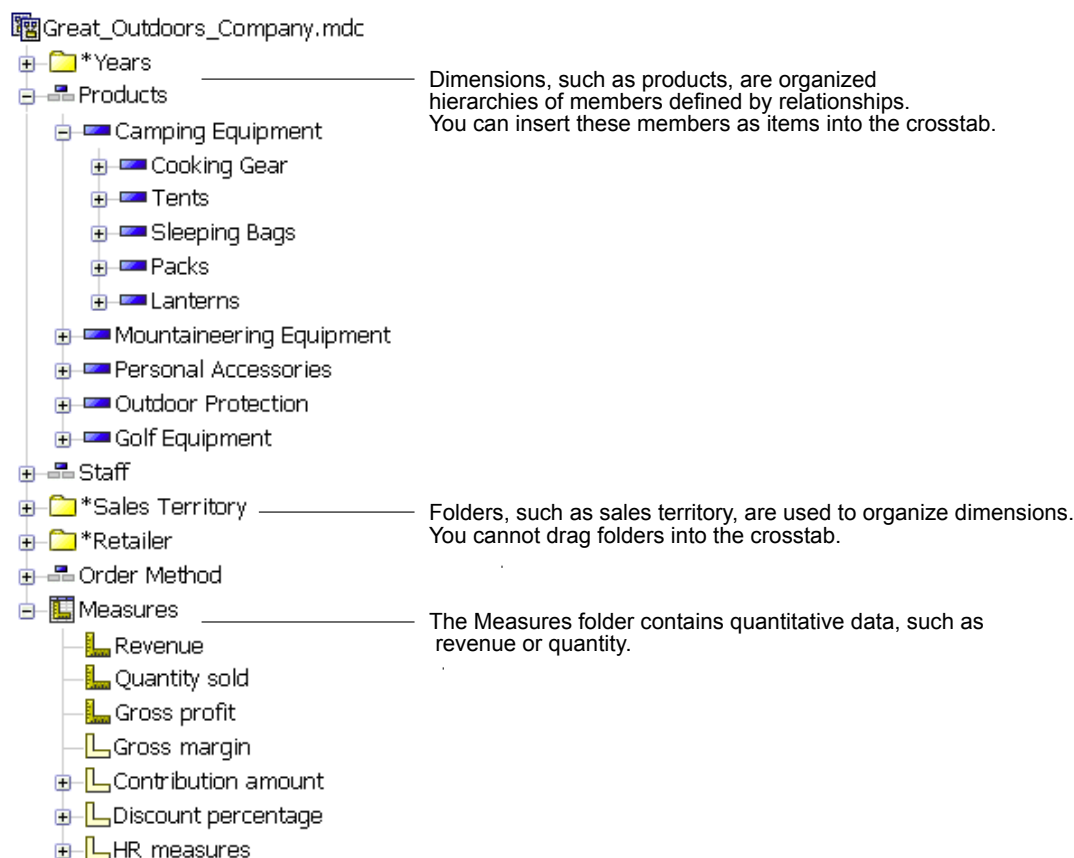 Great_Outdoors_Company.mdc
*Years
Products
Dimensions, such as products, are organized
hierarchies of members defined by relationships.
You can insert these members as items into the crosstab.
Camping Equipment
Cooking Gear
Tents
Sleeping Bags
Packs
Lanterns
Mountaineering Equipment
Personal Accessories
Outdoor Protection
Golf Equipment
Staff
*Sales Territory
Folders, such as sales territory, are used to organize dimensions.
You cannot drag folders into the crosstab.
*Retailer
Order Method
Measures
The Measures folder contains quantitative data, such as
revenue or quantity.
Revenue
Quantity sold
Gross profit
Gross margin
Contribution amount
Discount percentage
HR measures